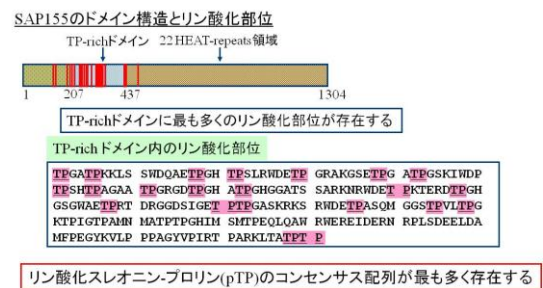 SAP155のドメイン構造とリン酸化部位
TP-richドメイン 22 HEAT-repeats領域
1 207 437 1304
TP-richドメインに最も多くのリン酸化部位が存在する
TP-richドメイン内のリン酸化部位
TPGATPKKLS SWDQAETPGH TPSLRWDETP GRAKGSETPG ATPGSKIWDP
TPSHTPAGAA TPGRGDTPGH ATPGHGGATS SARKNRWDET PKTERDTPGH
GSGWAETPRT DRGGDSIGET PTPGASKRKS RWDETPASQM GGSTPVLTPG
KTPIGTPAMN MATPTPGHIM SMTPEQLQAW RWEREIDERN RPLSDEELDA
MFPEGYKVLP PPAGYVPIRT PARKLTATPT P
リン酸化スレオニン-プロリン(pTP)のコンセンサス配列が最も多く存在する